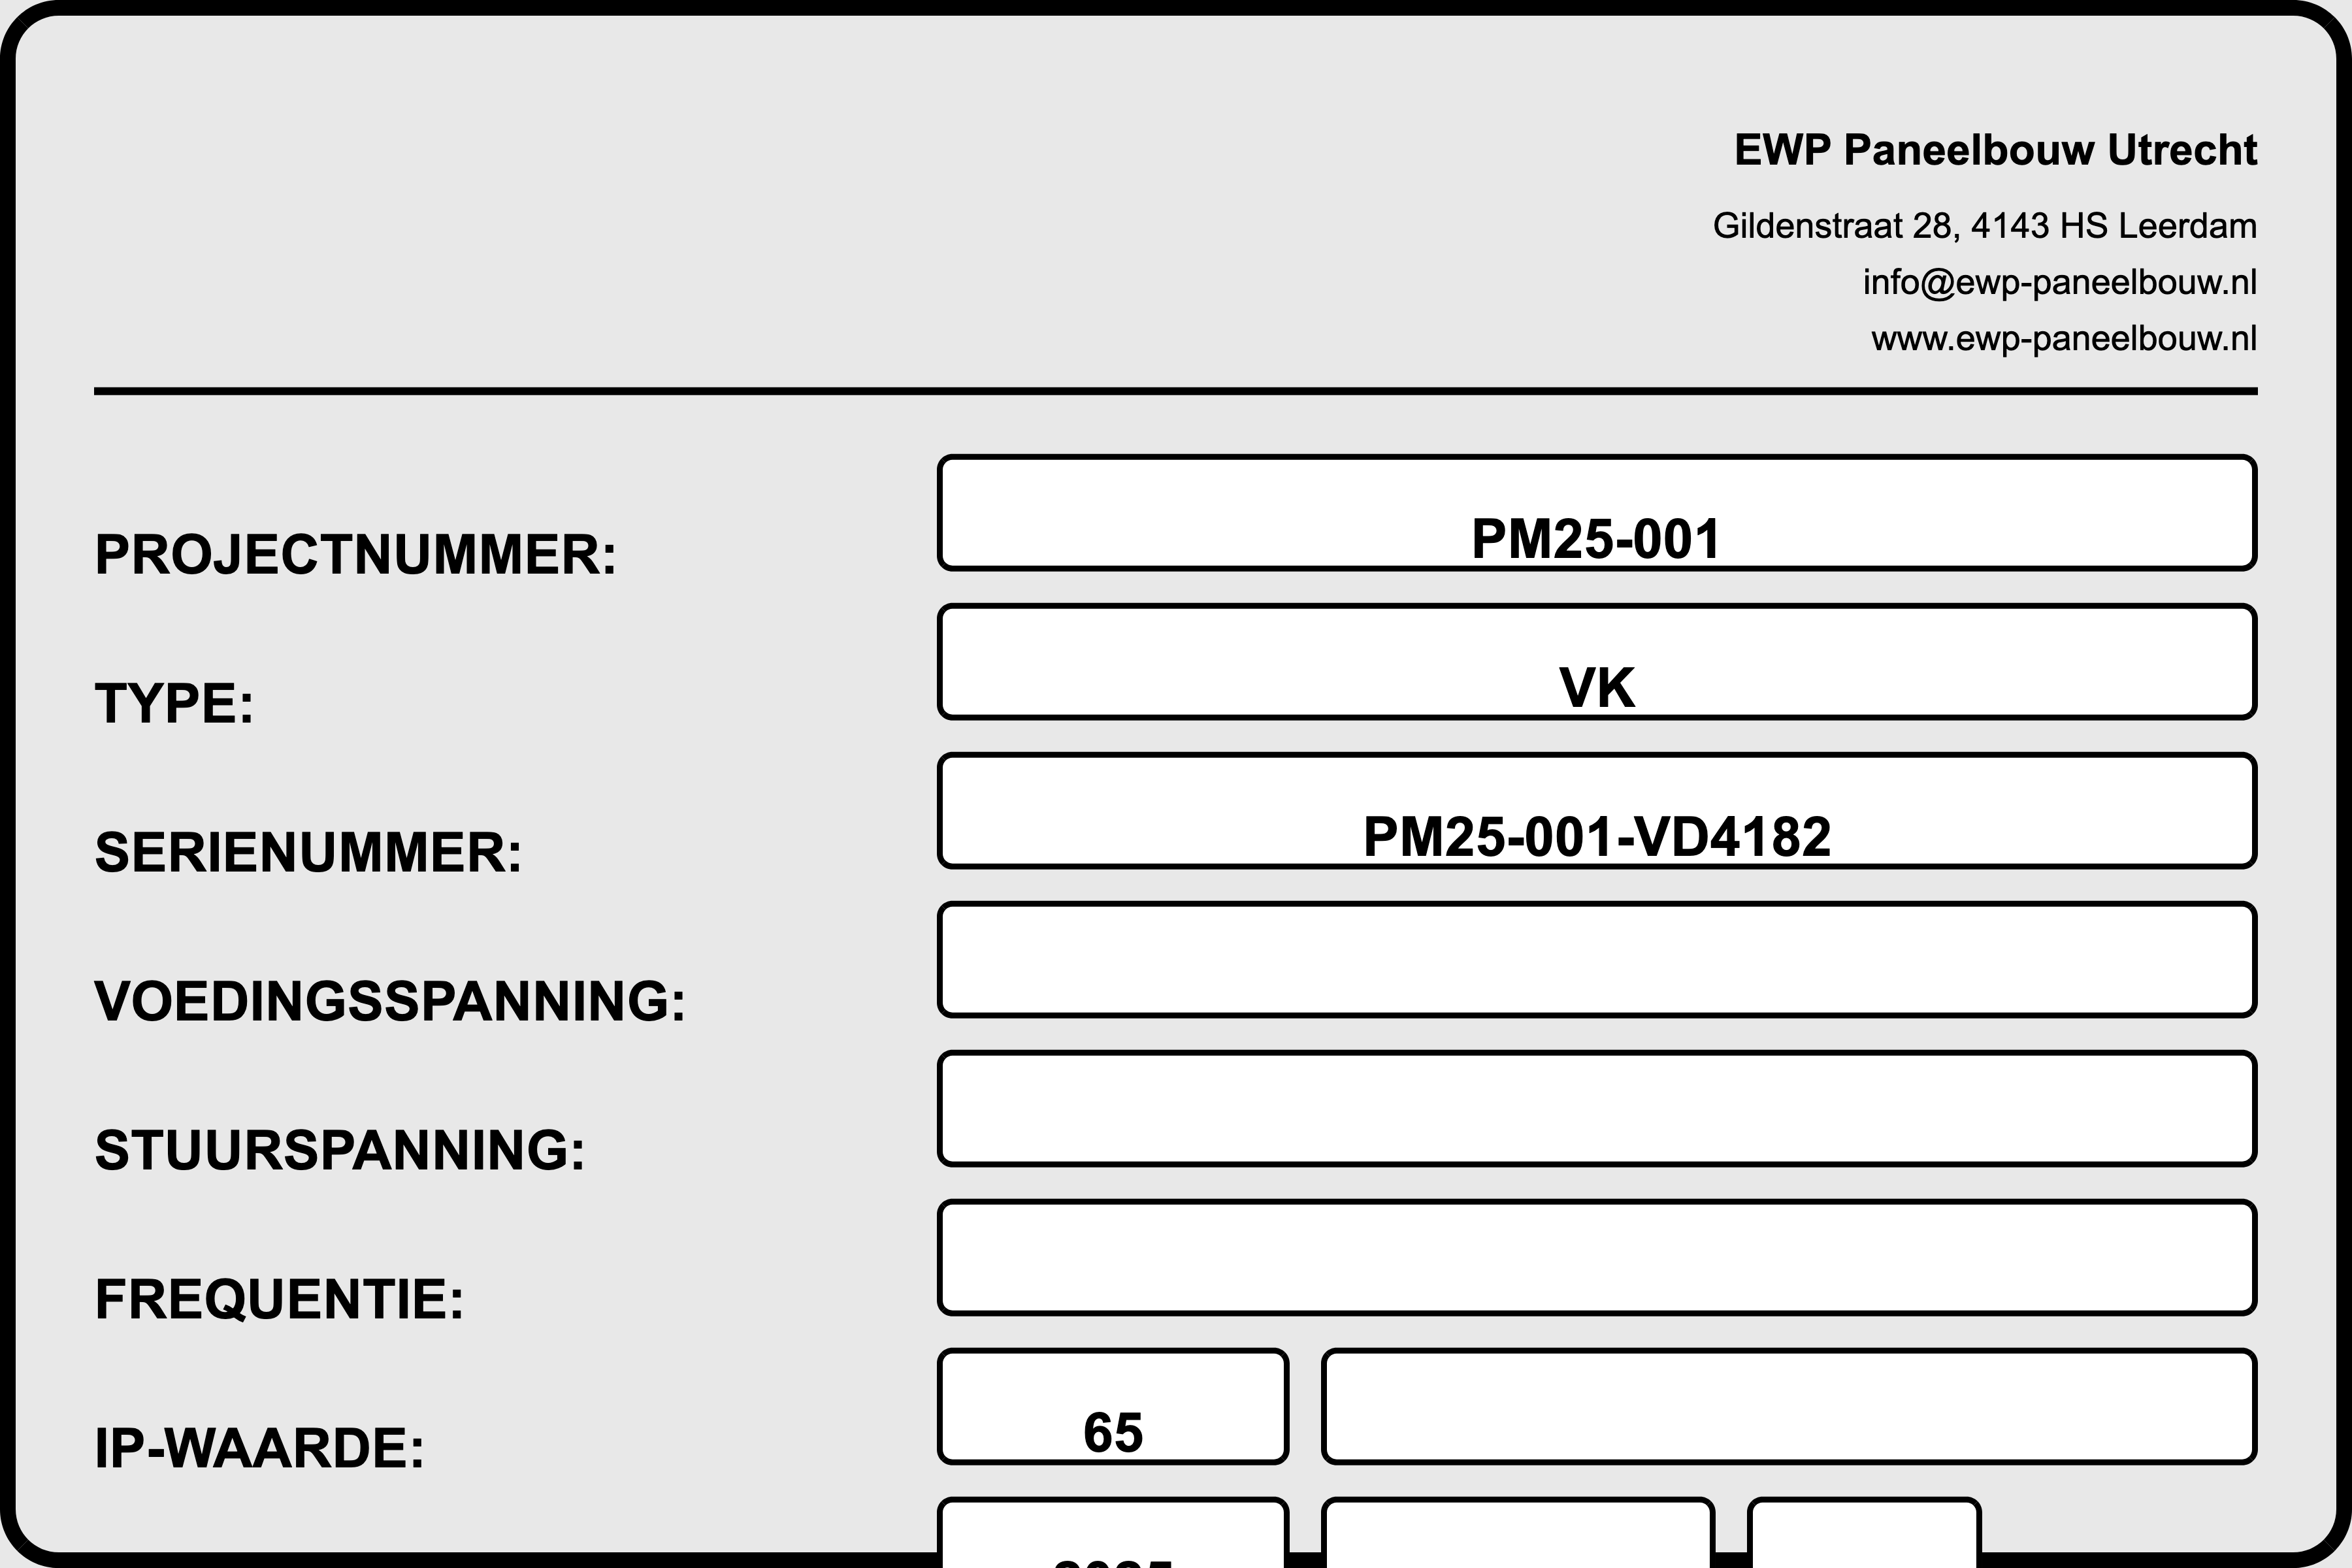 EWP Paneelbouw Utrecht
Gildenstraat 28, 4143 HS Leerdam
info@ewp-paneelbouw.nl
www.ewp-paneelbouw.nl
PROJECTNUMMER: PM25-001
TYPE: VK
SERIENUMMER: PM25-001-VD4182
VOEDINGSSPANNING:
STUURSPANNING:
FREQUENTIE:
IP-WAARDE: 65